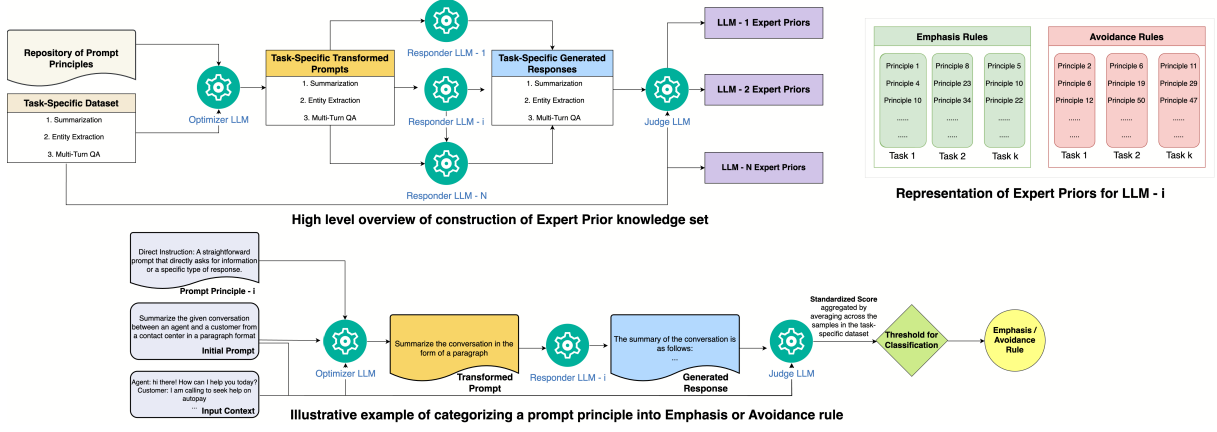 Repository of Prompt
Principles
Task-Specific Dataset
1. Summarization
2. Entity Extraction
3. Multi-Turn QA
Optimizer LLM
Task-Specific Transformed
Prompts
1. Summarization
2. Entity Extraction
3. Multi-Turn QA
Responder LLM - 1
Responder LLM - i
Responder LLM - N
Task-Specific Generated
Responses
1. Summarization
2. Entity Extraction
3. Multi-Turn QA
Judge LLM
LLM - 1 Expert Priors
LLM - 2 Expert Priors
LLM - N Expert Priors
High level overview of construction of Expert Prior knowledge set
Emphasis Rules
Principle 1
Principle 4
Principle 10
......
.....
Task 1
Principle 8
Principle 23
Principle 34
......
.....
Task 2
Principle 5
Principle 10
Principle 22
......
.....
Task k
Avoidance Rules
Principle 2
Principle 6
Principle 12
......
.....
Task 1
Principle 6
Principle 19
Principle 50
......
.....
Task 2
Principle 11
Principle 29
Principle 47
......
.....
Task k
Representation of Expert Priors for LLM - i
Direct Instruction: A straightforward
prompt that directly asks for information
or a specific type of response.
Prompt Principle - i
Summarize the given conversation
between an agent and a customer from
a contact center in a paragraph format
Initial Prompt
Agent: hi there! How can I help you today?
Customer: I am calling to seek help on
autopay
...
Input Context
Optimizer LLM
Summarize the conversation in the
form of a paragraph
Transformed
Prompt
Responder LLM - i
The summary of the conversation is
as follows:
...
Generated
Response
Judge LLM
Standardized Score
aggregated by
averaging across the
samples in the task-
specific dataset
Threshold for
Classification
Emphasis /
Avoidance
Rule
Illustrative example of categorizing a prompt principle into Emphasis or Avoidance rule